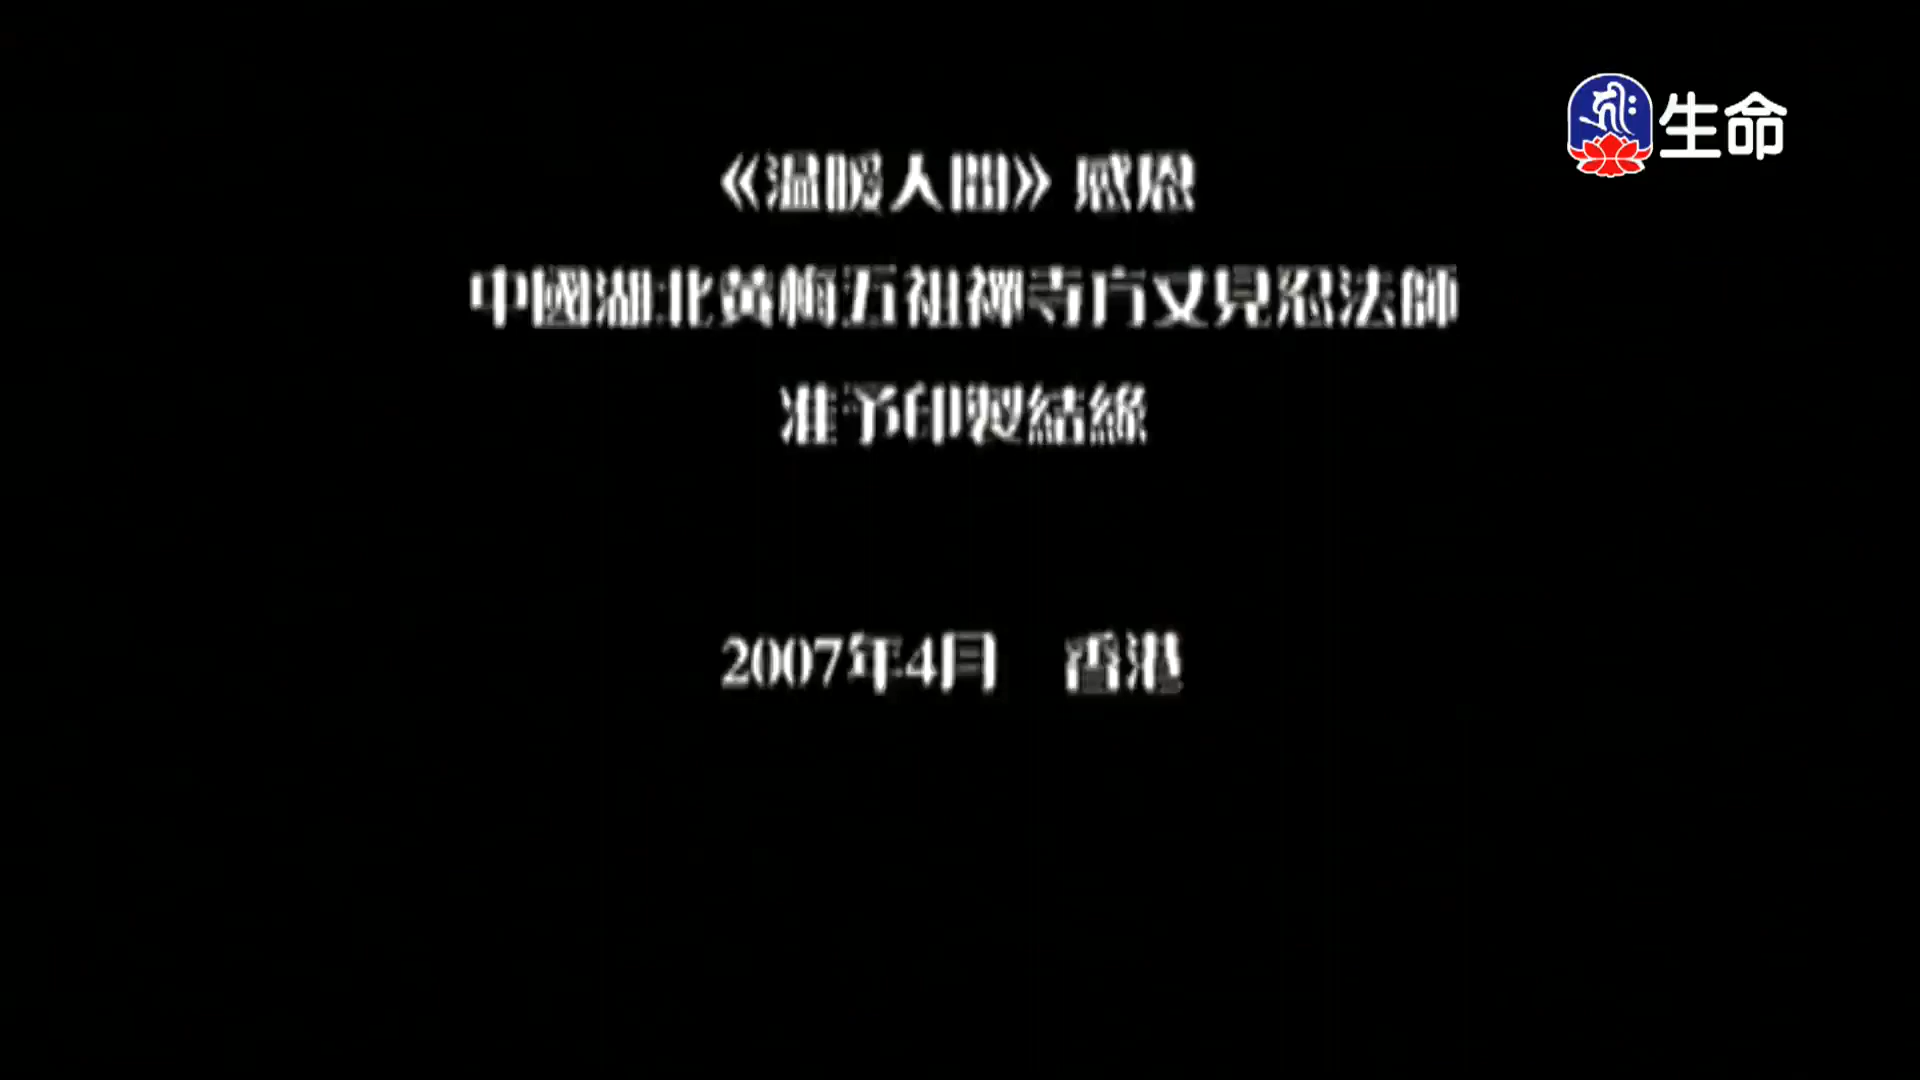 生命
《温暖人間》感恩
中國湖北黃梅五祖禪寺方丈見忍法師
准予印製結緣
2007年4月 香港